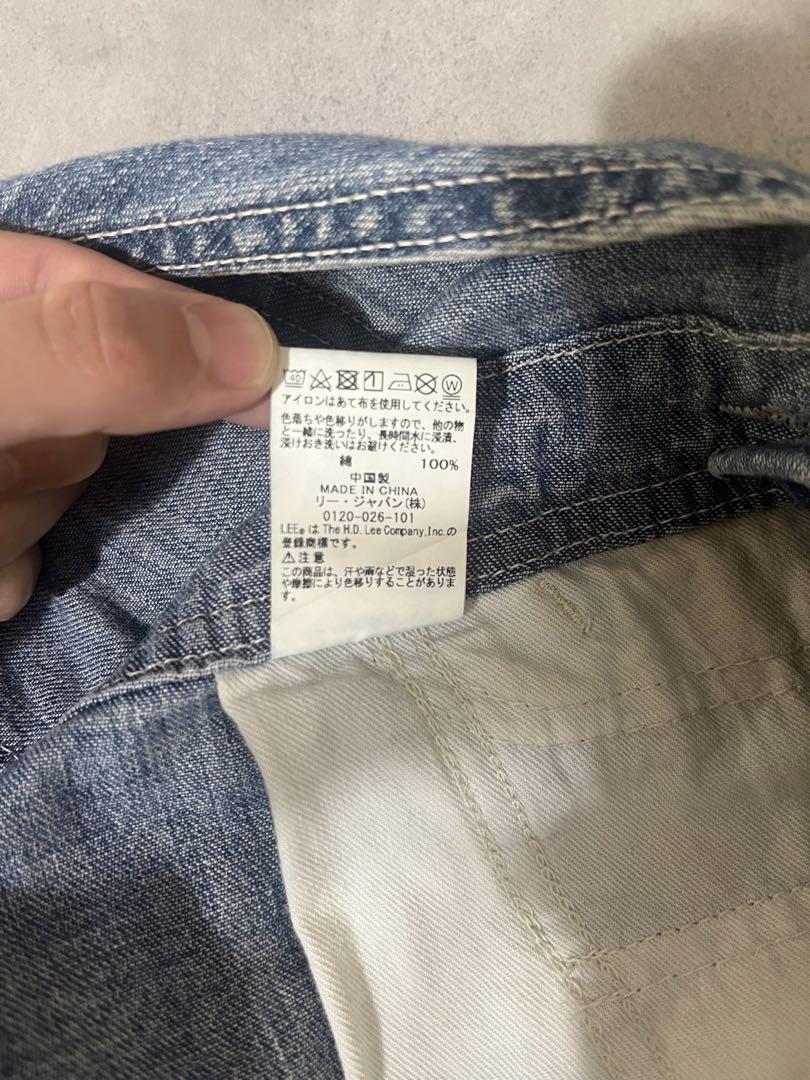 40
W
アイロンはあて布を使用してください。
色落ちや色移りがしますので、他の物
と一緒に洗ったり、長時間水に浸漬、
浸けおき洗いはお避けください。
綿 100%
中国製
MADE IN CHINA
リー・ジャパン(株)
0120-026-101
LEE®は The H.D. Lee Company, Inc.の
登録商標です。
⚠注意
この商品は、汗や雨などで湿った状態
や摩擦により色移りすることがありま
す。